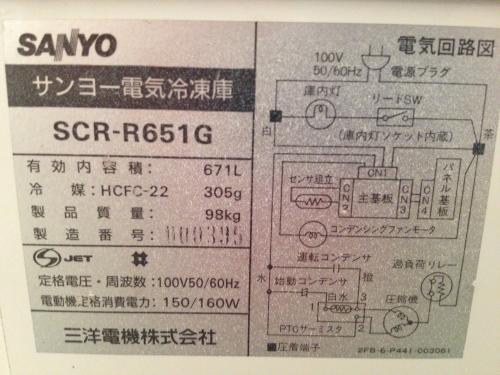 SANYO
サンヨー電気冷凍庫
SCR-R651G
有効内容積: 671L
冷媒: HCFC-22 305g
製品質量: 98kg
製造番号: 000395
JET
定格電圧・周波数: 100V50/60Hz
電動機定格消費電力: 150/160W
三洋電機株式会社
電気回路図
100V
50/60Hz
電源プラグ
庫内灯
リードSW
白
茶
(庫内灯ソケット内蔵)
CN1
センサ組立
CN2
主基板
CN3
CN4
パネル基板
コンデンシングファンモータ
運転コンデンサ
水
橙
過負荷リレー
始動コンデンサ
白水
3
1
2
圧縮機
PTCサーミスタ
圧着端子
2FB-6-P441-003061